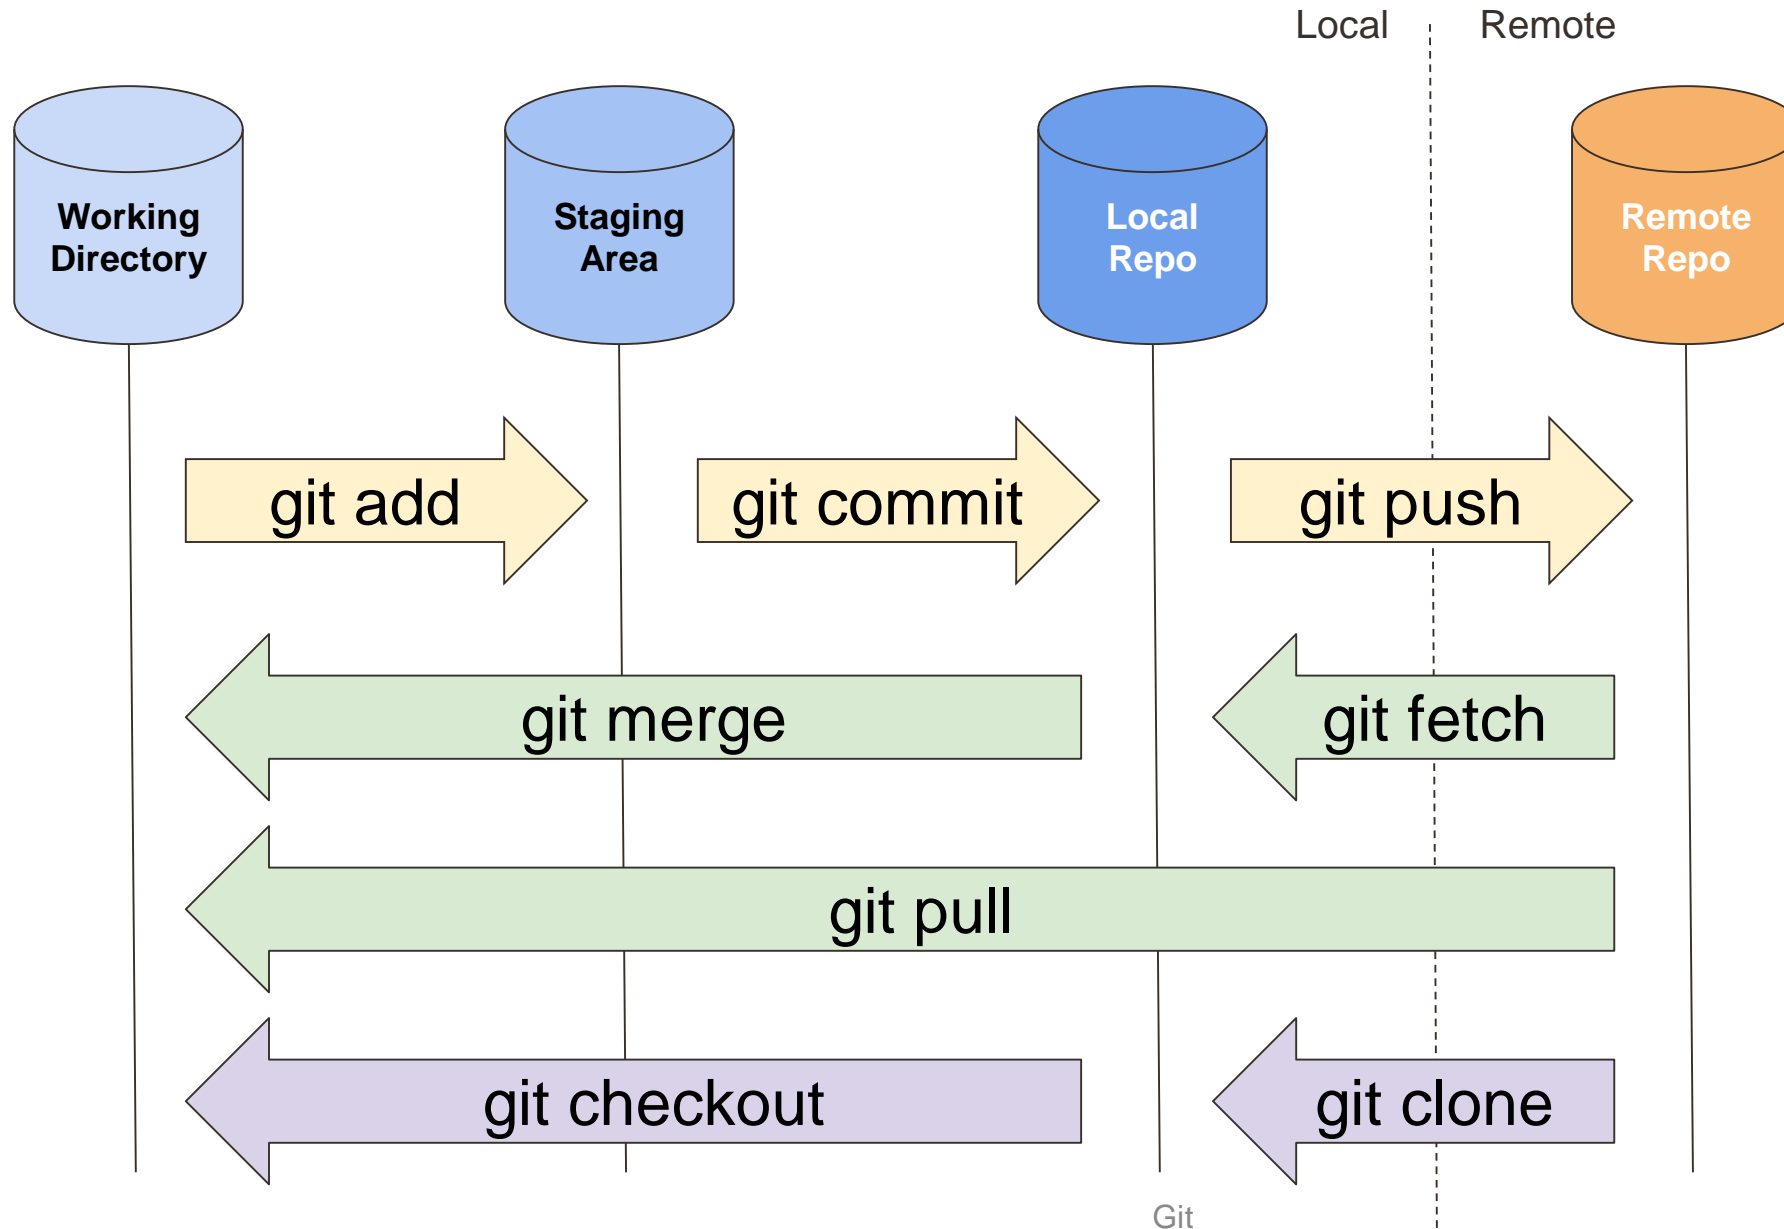 Local Remote
Working
Directory
Staging
Area
Local
Repo
Remote
Repo
git add
git commit
git push
git merge
git fetch
git pull
git checkout
git clone
Git